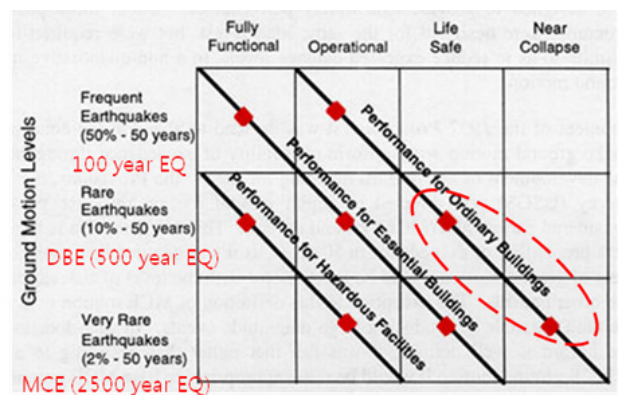 Fully
Functional
Operational
Life
Safe
Near
Collapse
Ground Motion Levels
Frequent
Earthquakes
(50% - 50 years)
100 year EQ
Rare
Earthquakes
(10% - 50 years)
DBE (500 year EQ)
Very Rare
Earthquakes
(2% - 50 years)
MCE (2500 year EQ)
Performance for Ordinary Buildings
Performance for Essential Buildings
Performance for Hazardous Facilities